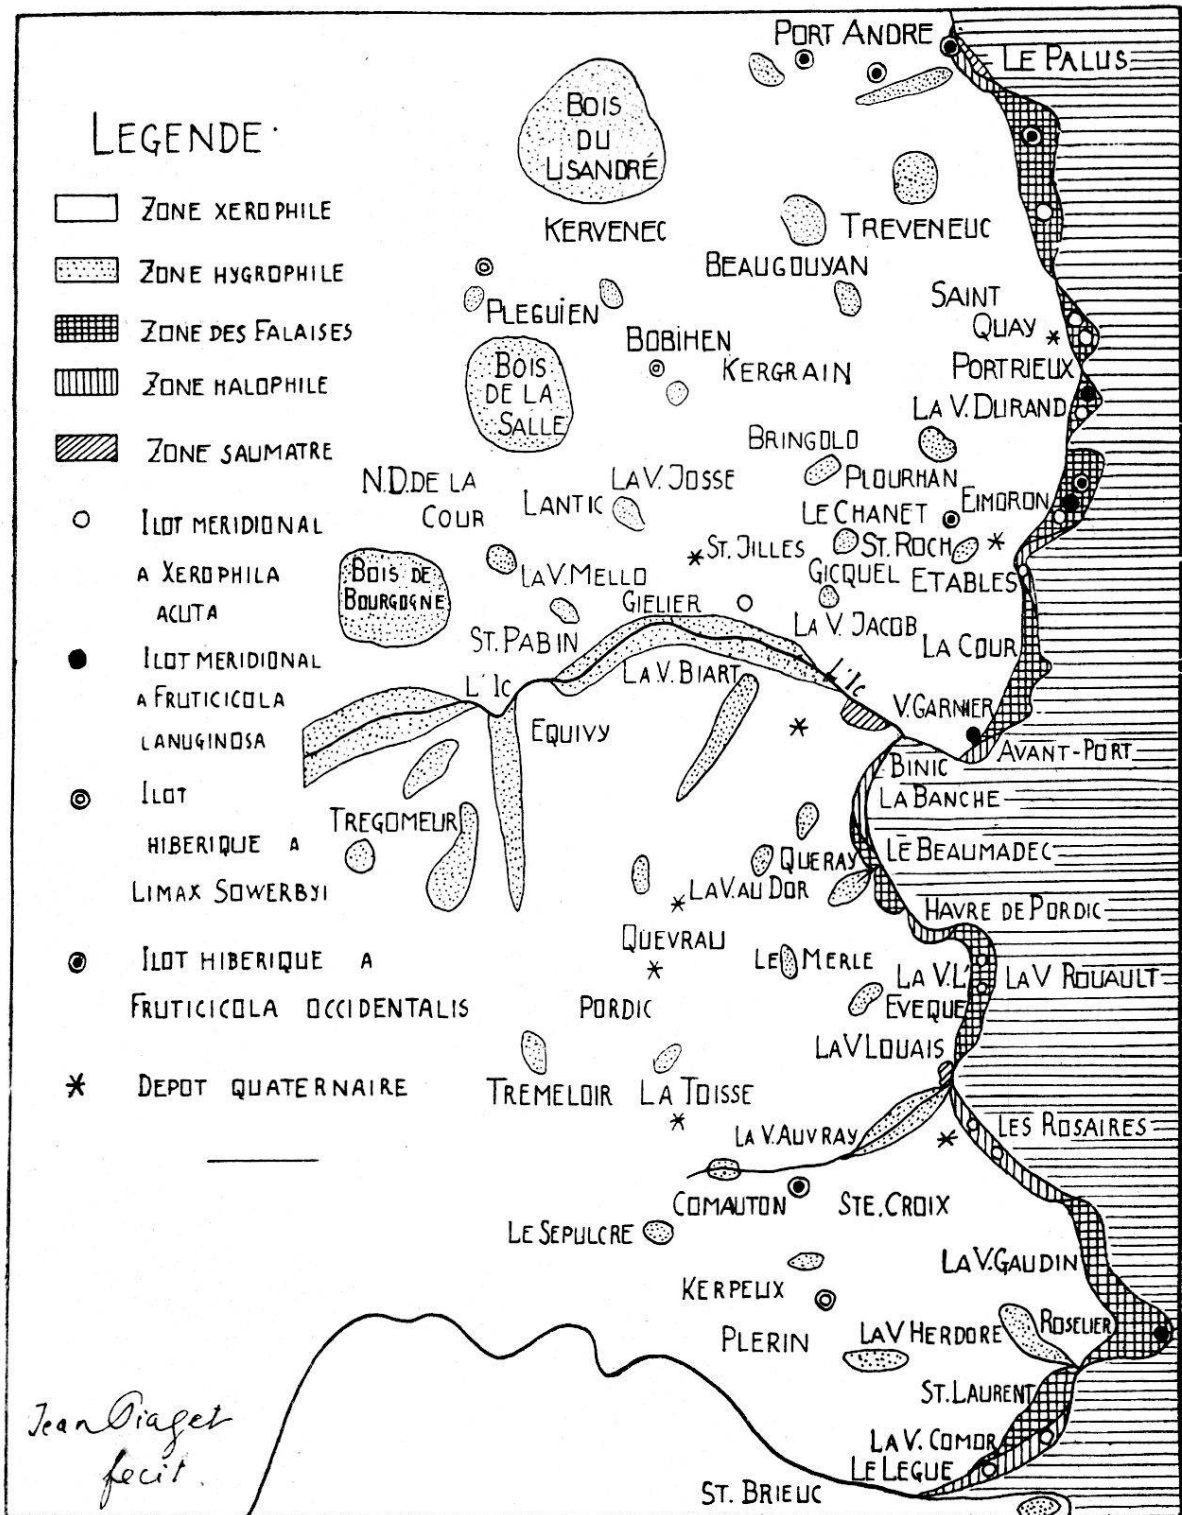 LEGENDE
ZONE XEROPHILE
ZONE HYGROPHILE
ZONE DES FALAISES
ZONE HALOPHILE
ZONE SAUMATRE
ILOT MERIDIONAL
A XEROPHILA
ACUTA
ILOT MERIDIONAL
A FRUTICICOLA
LANUGINOSA
ILOT
HIBERIQUE A
LIMAX SOWERBYI
ILOT HIBERIQUE A
FRUTICICOLA OCCIDENTALIS
DEPOT QUATERNAIRE
PORT ANDRE
LE PALUS
BOIS
DU
LISANDRÉ
KERVENEC
TREVENEUC
BEAUGOUYAN
PLEGUIEN
SAINT
QUAY
BOBIHEN
KERGRAIN
PORTRIEUX
BOIS
DE LA
SALLE
LA V. DURAND
BRINGOLO
PLOURHAN
N.D. DE LA
COUR
LANTIC
LA V. JOSSE
LE CHANET
EIMORON
ST. JILLES
ST. ROCH
BOIS DE
BOURGOGNE
LA V. MELLO
GICQUEL
ETABLES
GIELIER
ST. PABIN
LA V. JACOB
LA COUR
L'IC
LA V. BIART
L'IC
V. GARNIER
EQUIVY
AVANT-PORT
BINIC
LA BANCHE
TREGOMEUR
LE BEAUMADEC
QUERAY
LA V. AU DOR
HAVRE DE PORDIC
QUEVRAU
LE MERLE
LA V. L'
EVEQUE
LA V ROUAULT
PORDIC
LA V LOUAIS
TREMELOIR
LA TOISSE
LA V. AUVRAY
LES ROSAIRES
COMAUTON
STE. CROIX
LE SEPULCRE
LA V. GAUDIN
KERPEUX
PLERIN
LA V HERDORE
ROSELIER
ST. LAURENT
LA V. COMOR
LE LEGUE
ST. BRIEUC
Jean Piaget
fecit.